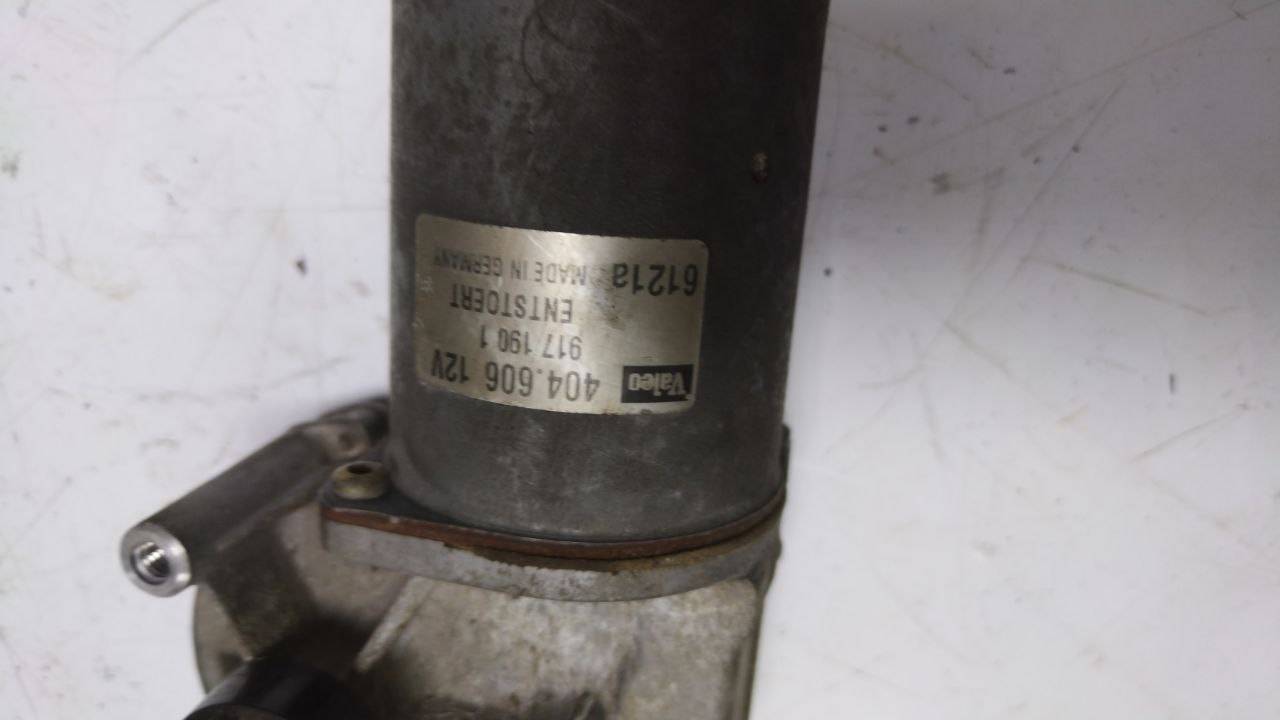 Valeo 404.606 12V
917 190 1
ENTSTOERT
6121a MADE IN GERMANY